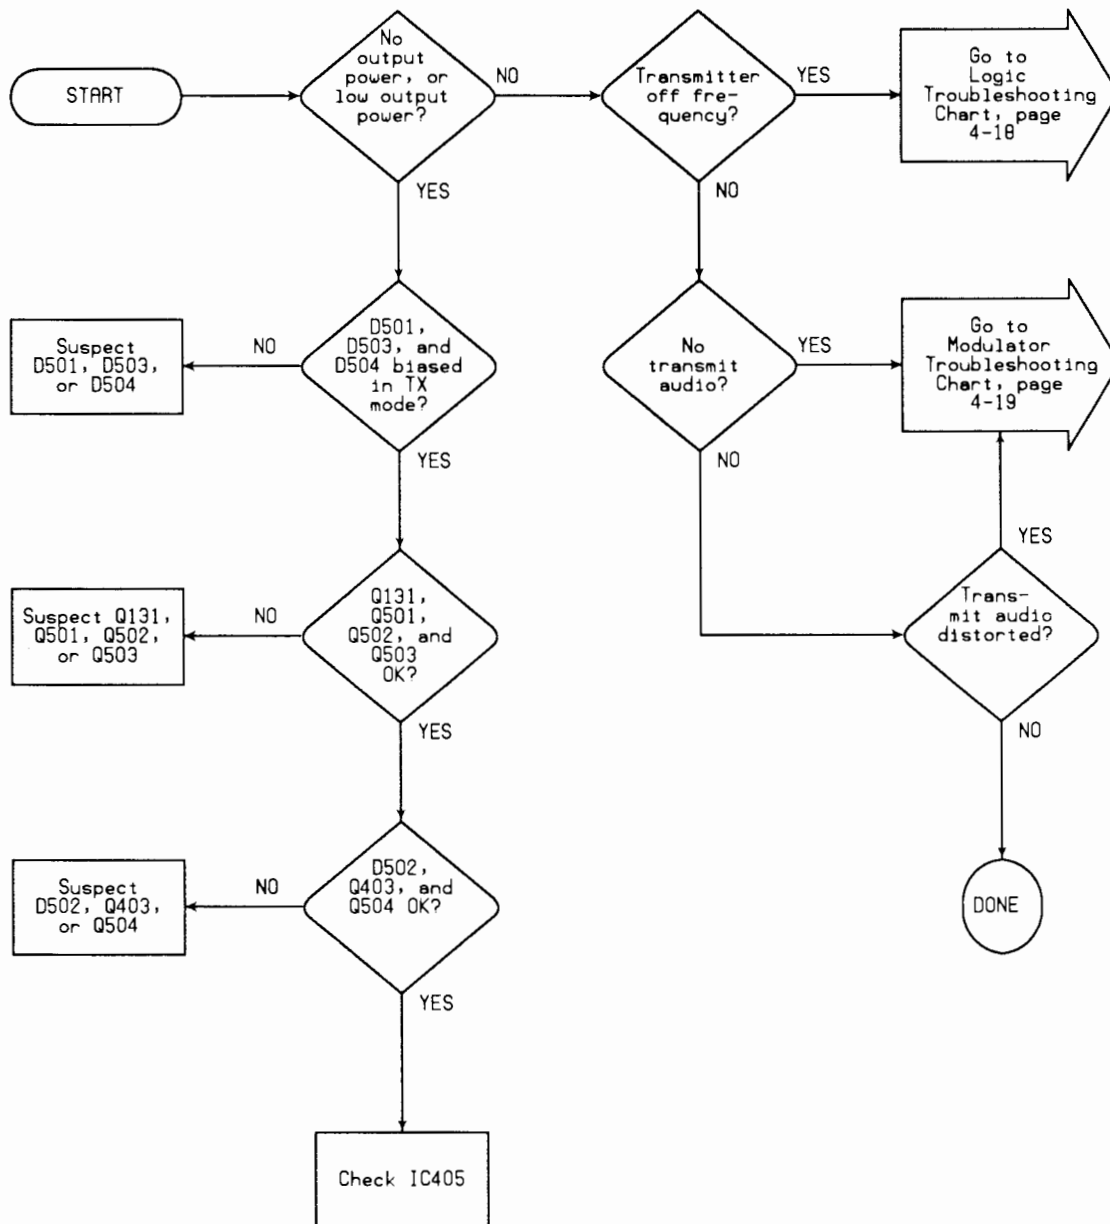 START
No
output
power, or
low output
power?
NO
Transmitter
off fre-
quency?
YES
Go to
Logic
Troubleshooting
Chart, page
4-18
YES
NO
D501,
D503, and
D504 biased
in TX
mode?
NO
Suspect
D501, D503,
or D504
No
transmit
audio?
YES
Go to
Modulator
Troubleshooting
Chart, page
4-19
YES
NO
YES
Q131,
Q501,
Q502, and
Q503
OK?
NO
Suspect Q131,
Q501, Q502,
or Q503
Trans-
mit audio
distorted?
YES
NO
D502,
Q403, and
Q504 OK?
NO
Suspect
D502, Q403,
or Q504
DONE
YES
Check IC405